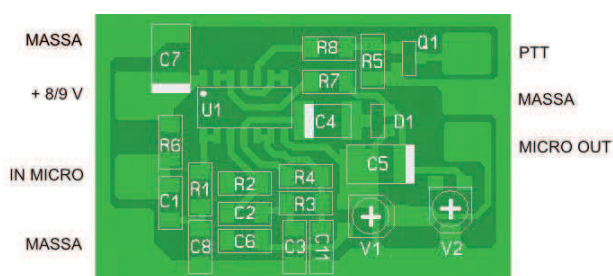 MASSA
+ 8/9 V
IN MICRO
MASSA
C7
R8
R5
Q1
R7
U1
C4
D1
R6
C5
R1
R2
R4
C1
C2
R3
C8
C6
C3
C11
V1
V2
PTT
MASSA
MICRO OUT